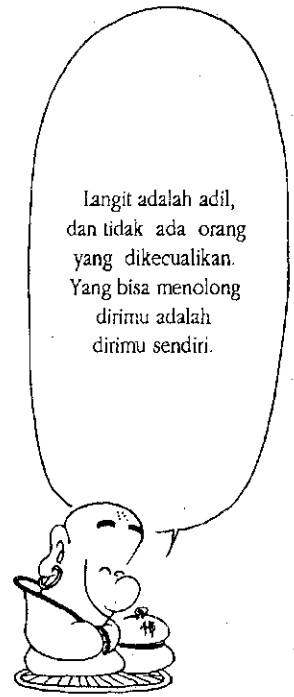 Langit adalah adil,
dan tidak ada orang
yang dikecualikan.
Yang bisa menolong
dirimu adalah
dirimu sendiri.